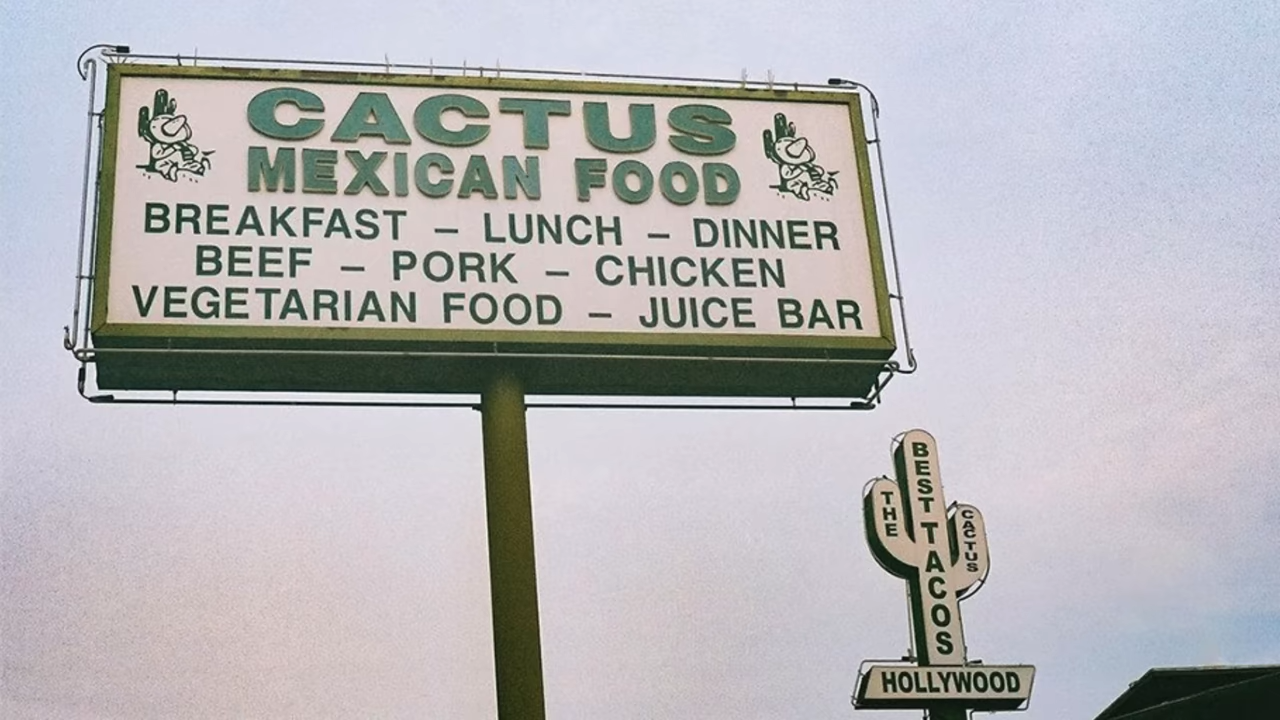 CACTUS
MEXICAN FOOD
BREAKFAST – LUNCH – DINNER
BEEF – PORK – CHICKEN
VEGETARIAN FOOD – JUICE BAR
THE
BEST TACOS
CACTUS
HOLLYWOOD